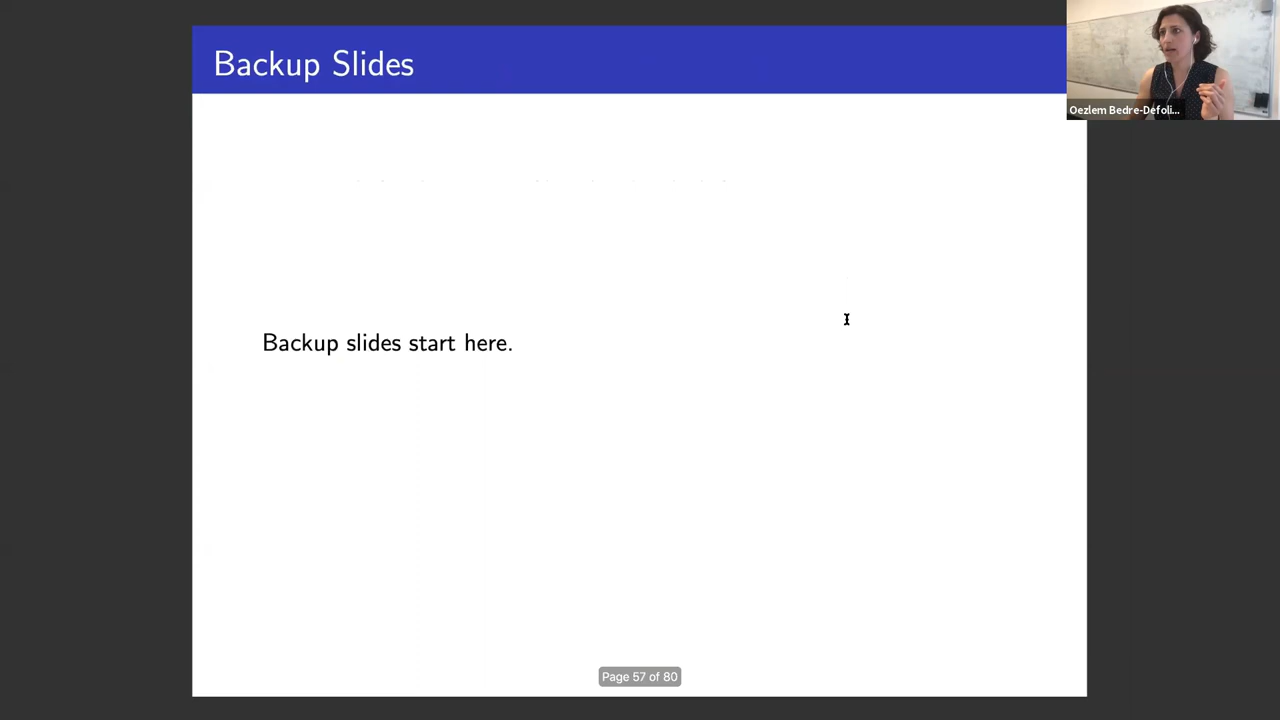 Backup Slides
Oezlem Bedre-Defoli...
Backup slides start here.
Page 57 of 80